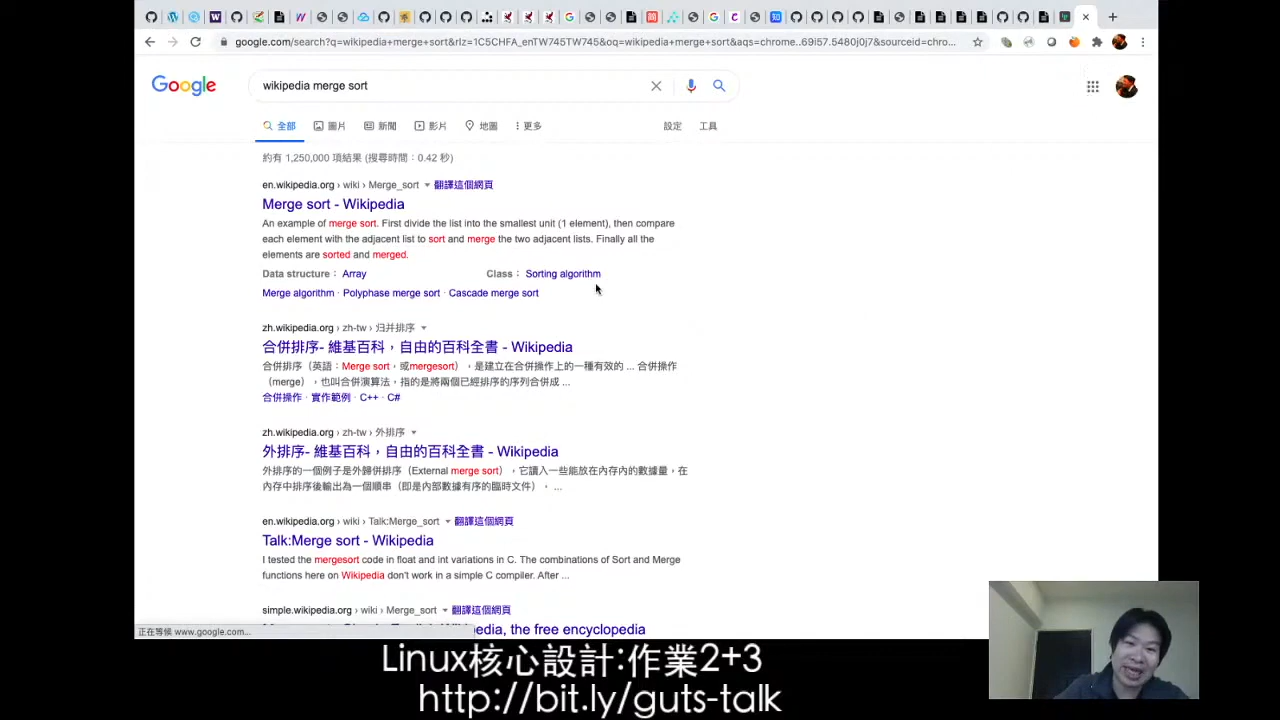 google.com/search?q=wikipedia+merge+sort&rlz=1C5CHFA_enTW745TW745&oq=wikipedia+merge+sort&aqs=chrome..69i57.5480j0j7&sourceid=chro...
Google
wikipedia merge sort
全部 圖片 新聞 影片 地圖 更多 設定 工具
約有 1,250,000 項結果 (搜尋時間：0.42 秒)
en.wikipedia.org › wiki › Merge_sort 翻譯這個網頁
Merge sort - Wikipedia
An example of merge sort. First divide the list into the smallest unit (1 element), then compare
each element with the adjacent list to sort and merge the two adjacent lists. Finally all the
elements are sorted and merged.
Data structure： Array Class： Sorting algorithm
Merge algorithm · Polyphase merge sort · Cascade merge sort
zh.wikipedia.org › zh-tw › 归并排序
合併排序- 維基百科，自由的百科全書 - Wikipedia
合併排序（英語：Merge sort，或mergesort），是建立在合併操作上的一種有效的 ... 合併操作
（merge），也叫合併演算法，指的是將兩個已經排序的序列合併成 ...
合併操作 · 實作範例 · C++ · C#
zh.wikipedia.org › zh-tw › 外排序
外排序- 維基百科，自由的百科全書 - Wikipedia
外排序的一個例子是外歸併排序（External merge sort），它讀入一些能放在內存內的數據量，在
內存中排序後輸出為一個順串（即是內部數據有序的臨時文件）， ...
en.wikipedia.org › wiki › Talk:Merge_sort 翻譯這個網頁
Talk:Merge sort - Wikipedia
I tested the mergesort code in float and int variations in C. The combinations of Sort and Merge
functions here on Wikipedia don't work in a simple C compiler. After ...
simple.wikipedia.org › wiki › Merge_sort 翻譯這個網頁
edia, the free encyclopedia
正在等候 www.google.com...
Linux核心設計:作業2+3
http://bit.ly/guts-talk